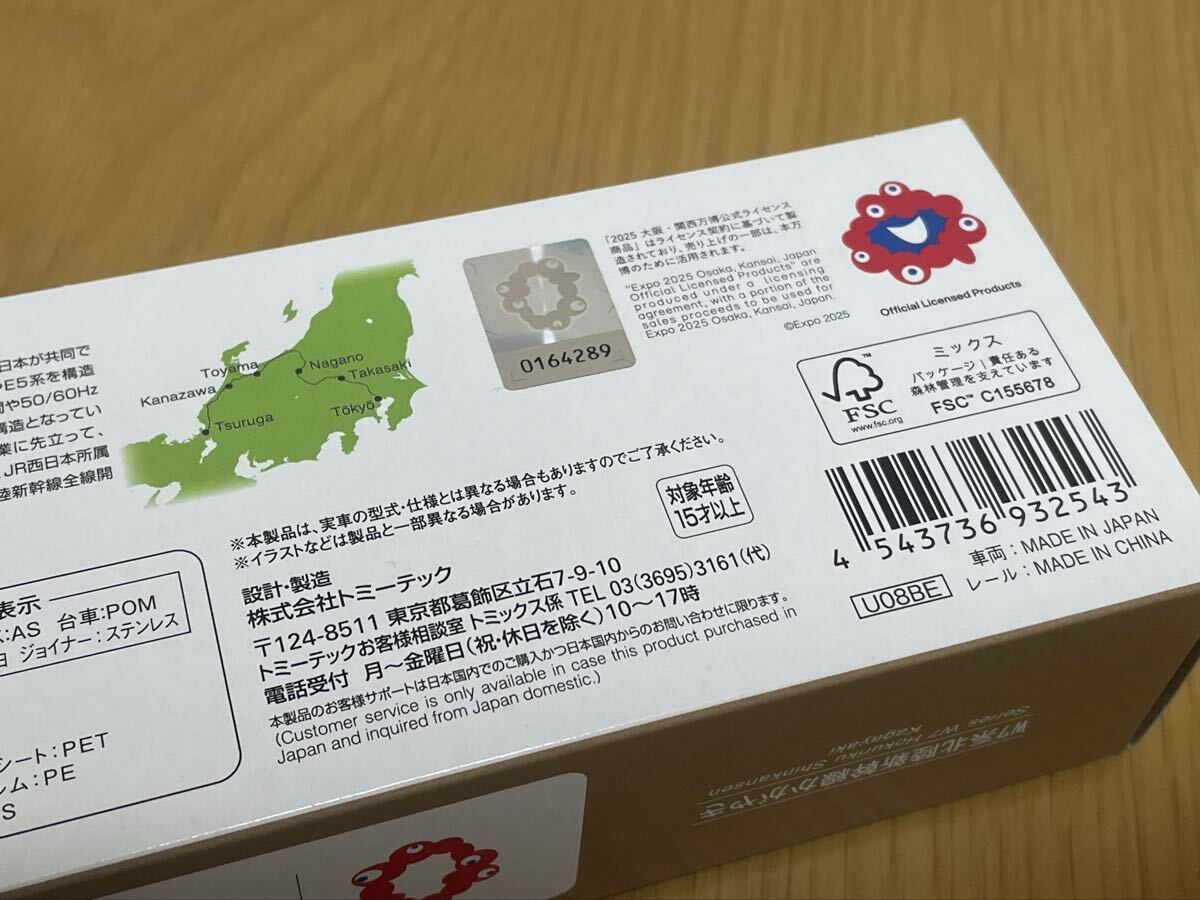 日本が共同で
E5系を構造
や50/60Hz
構造となってい
業に先立って、
JR西日本所属
陸新幹線全線開
Toyama
Kanazawa
Tsuruga
Nagano
Takasaki
Tōkyō
0164289
「2025 大阪・関西万博公式ライセンス
商品」はライセンス契約に基づいて製
造されており、売り上げの一部は、本万
博のために活用されます。
"Expo 2025 Osaka, Kansai, Japan
Official Licensed Products" are
produced under a licensing
agreement, with a portion of the
sales proceeds to be used for
Expo 2025 Osaka, Kansai, Japan.
©Expo 2025
Official Licensed Products
FSC
www.fsc.org
ミックス
パッケージ|責任ある
森林管理を支えています
FSC™ C155678
※本製品は、実車の型式・仕様とは異なる場合もありますのでご了承ください。
※イラストなどは製品と一部異なる場合があります。
対象年齢
15才以上
4 543736 932543
車両：MADE IN JAPAN
レール：MADE IN CHINA
U08BE
設計・製造
株式会社トミーテック
〒124-8511 東京都葛飾区立石7-9-10
トミーテックお客様相談室 トミックス係 TEL 03(3695)3161(代)
電話受付 月～金曜日(祝・休日を除く)10～17時
本製品のお客様サポートは日本国内でのご購入かつ日本国内からのお問い合わせに限ります。
(Customer service is only available in case this product purchased in
Japan and inquired from Japan domestic.)
表示
:AS 台車:POM
ジョイナー：ステンレス
シート：PET
ルム：PE
S
W7系北陸新幹線かがやき
Series W7 Hokuriku Shinkansen
Kagayaki